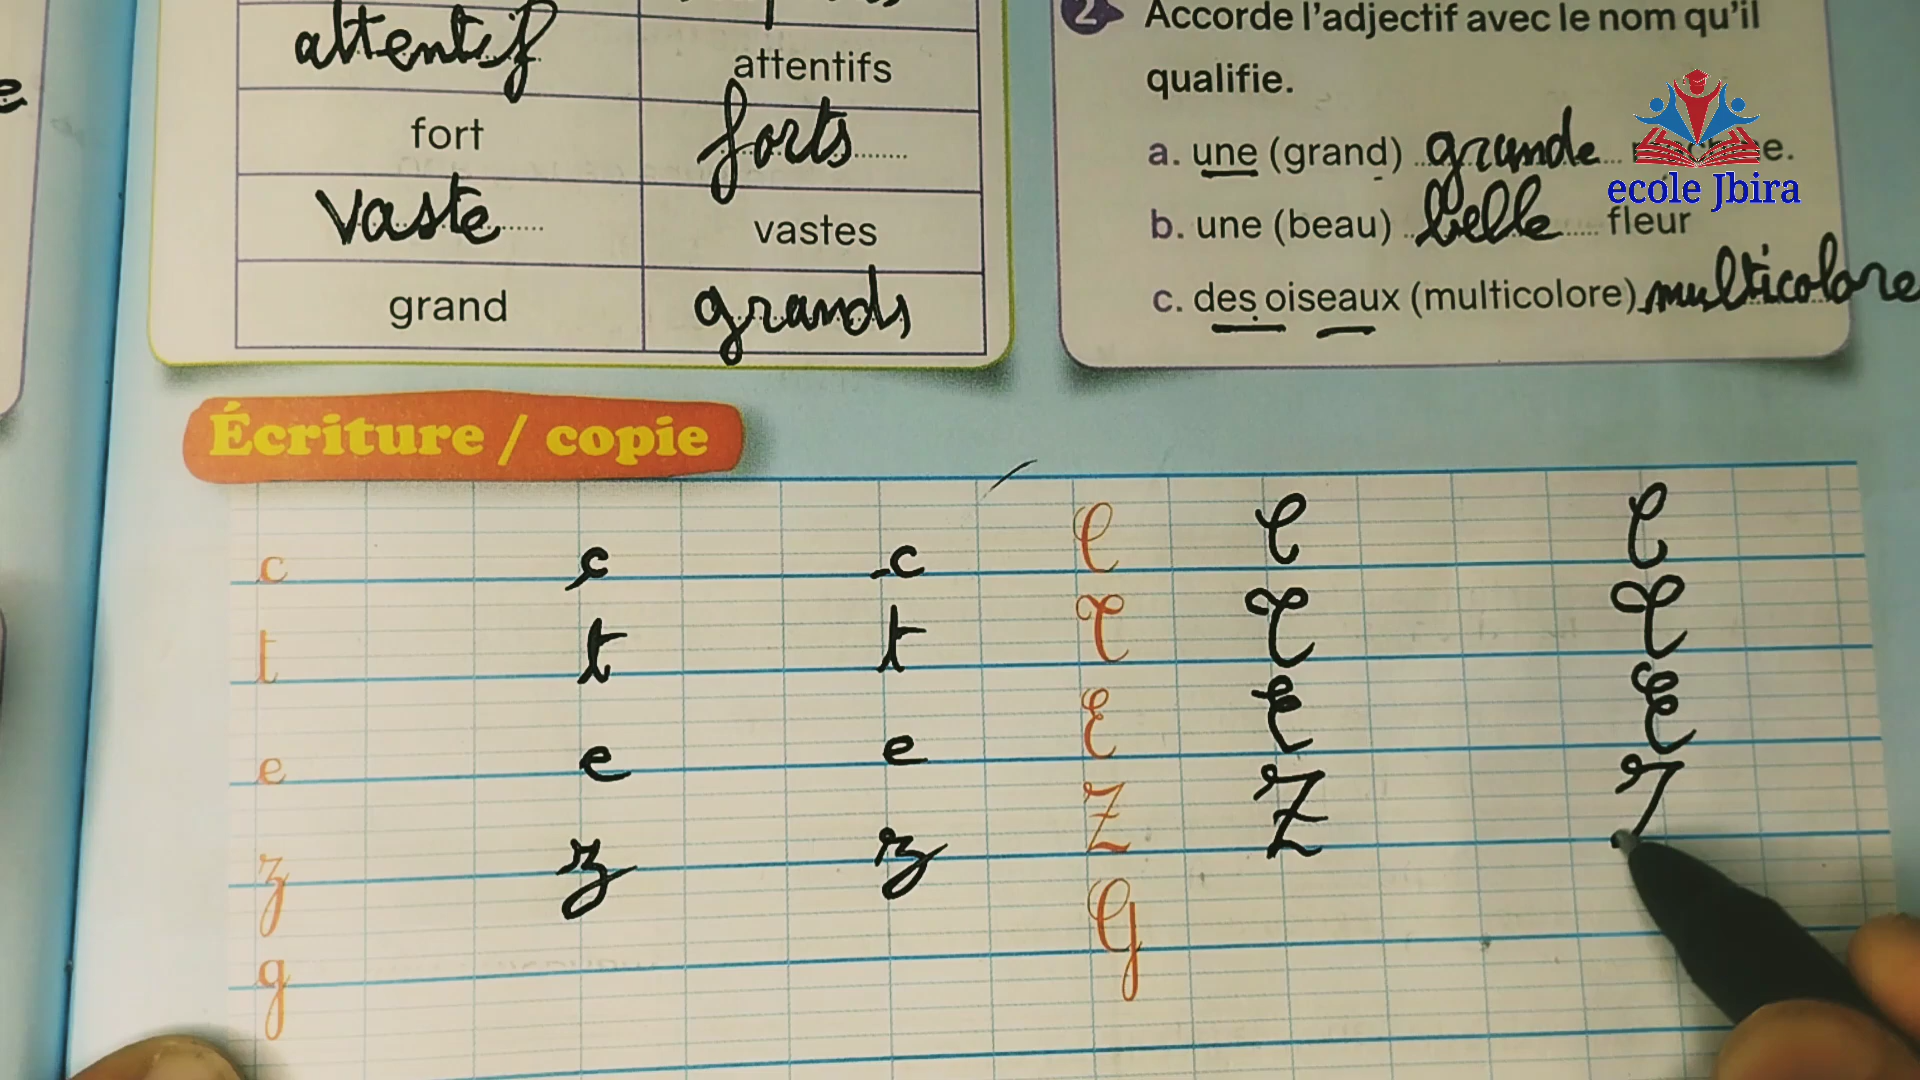 attentif attentifs
fort forts
vaste vastes
grand grands
2 Accorde l'adjectif avec le nom qu'il
qualifie.
a. une (grand) grande
b. une (beau) belle fleur
c. des oiseaux (multicolore) multicolore
ecole Jbira
Écriture / copie
c c c C C C
t t t T T T
e e e E E E
z z z Z Z
g G